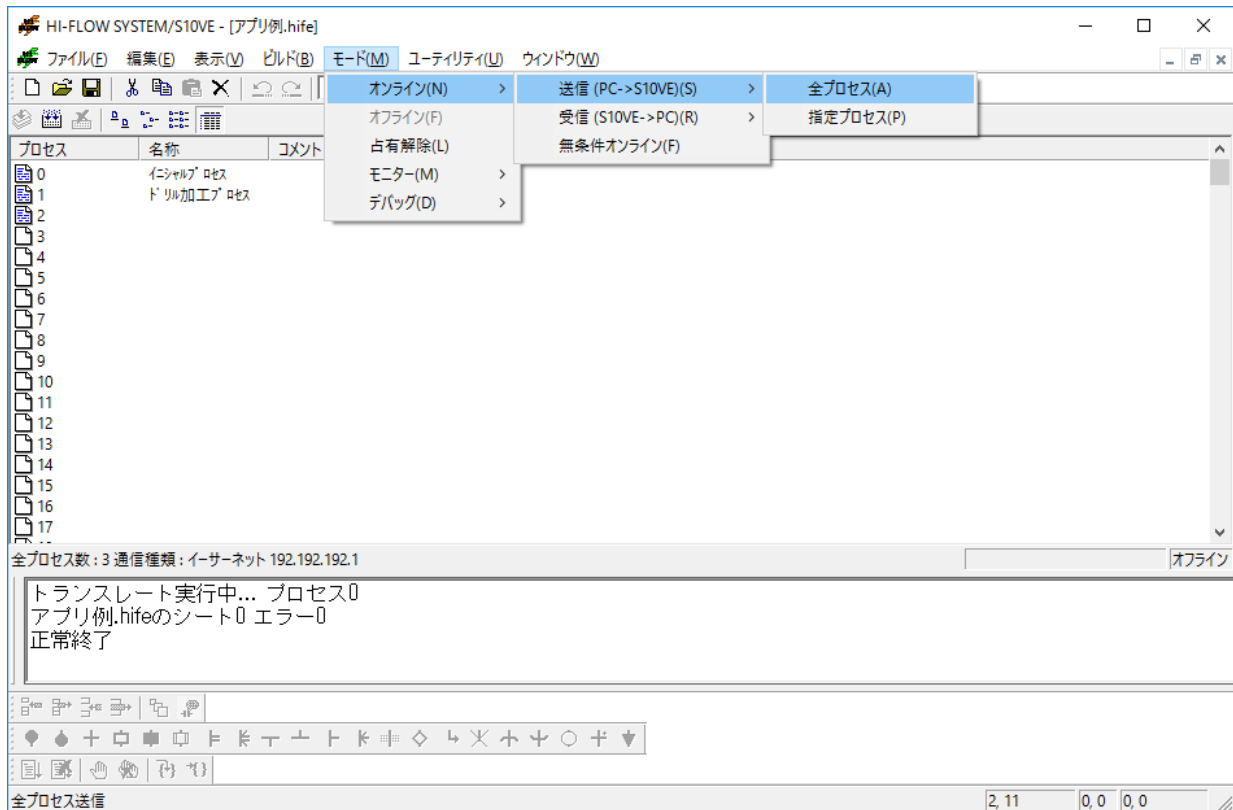 HI-FLOW SYSTEM/S10VE - [アプリ例.hife]
ファイル(F) 編集(E) 表示(V) ビルド(B) モード(M) ユーティリティ(U) ウィンドウ(W)
オンライン(N) 送信 (PC->S10VE)(S) 全プロセス(A)
オフライン(F) 受信 (S10VE->PC)(R) 指定プロセス(P)
占有解除(L) 無条件オンライン(F)
モニター(M)
デバッグ(D)
プロセス 名称 コメント
0 イニシャルプロセス
1 ドリル加工プロセス
2
3
4
5
6
7
8
9
10
11
12
13
14
15
16
17
全プロセス数 : 3 通信種類 : イーサーネット 192.192.192.1 オフライン
トランスレート実行中... プロセス0
アプリ例.hifeのシート0 エラー0
正常終了
全プロセス送信 2, 11 0, 0 0, 0